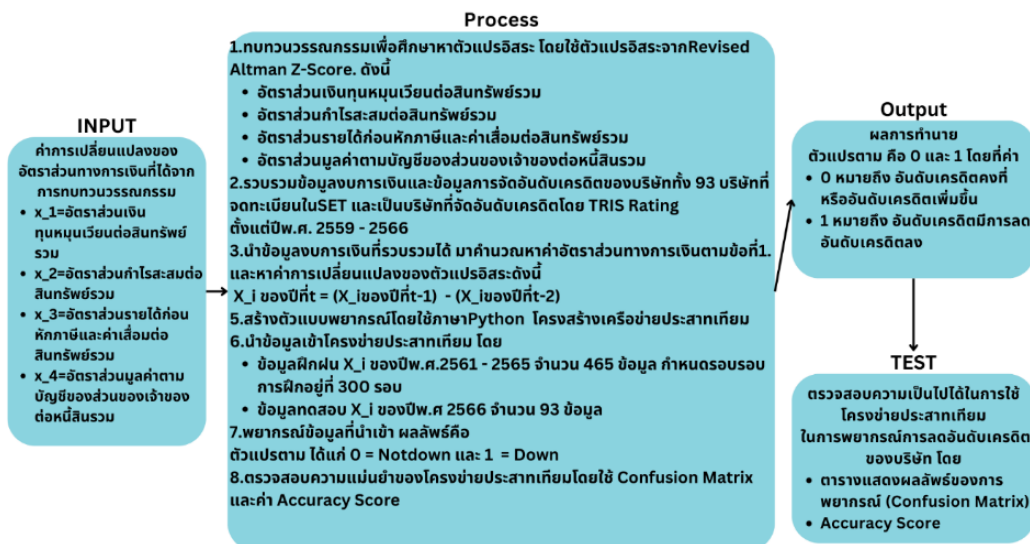 INPUT
ค่าการเปลี่ยนแปลงของ
อัตราส่วนทางการเงินที่ได้จาก
การทบทวนวรรณกรรม
• x_1=อัตราส่วนเงิน
ทุนหมุนเวียนต่อสินทรัพย์
รวม
• x_2=อัตราส่วนกำไรสะสมต่อ
สินทรัพย์รวม
• x_3=อัตราส่วนรายได้ก่อน
หักภาษีและค่าเสื่อมต่อ
สินทรัพย์รวม
• x_4=อัตราส่วนมูลค่าตาม
บัญชีของส่วนของเจ้าของ
ต่อหนี้สินรวม
Process
1.ทบทวนวรรณกรรมเพื่อศึกษาหาตัวแปรอิสระ โดยใช้ตัวแปรอิสระจากRevised
Altman Z-Score. ดังนี้
• อัตราส่วนเงินทุนหมุนเวียนต่อสินทรัพย์รวม
• อัตราส่วนกำไรสะสมต่อสินทรัพย์รวม
• อัตราส่วนรายได้ก่อนหักภาษีและค่าเสื่อมต่อสินทรัพย์รวม
• อัตราส่วนมูลค่าตามบัญชีของส่วนของเจ้าของต่อหนี้สินรวม
2.รวบรวมข้อมูลงบการเงินและข้อมูลการจัดอันดับเครดิตของบริษัททั้ง 93 บริษัทที่
จดทะเบียนในSET และเป็นบริษัทที่จัดอันดับเครดิตโดย TRIS Rating
ตั้งแต่ปีพ.ศ. 2559 - 2566
3.นำข้อมูลงบการเงินที่รวบรวมได้ มาคำนวณหาค่าอัตราส่วนทางการเงินตามข้อที่1.
และหาค่าการเปลี่ยนแปลงของตัวแปรอิสระดังนี้
X_i ของปีที่t = (X_iของปีที่t-1) - (X_iของปีที่t-2)
5.สร้างตัวแบบพยากรณ์โดยใช้ภาษาPython โครงสร้างเครือข่ายประสาทเทียม
6.นำข้อมูลเข้าโครงข่ายประสาทเทียม โดย
• ข้อมูลฝึกฝน X_i ของปีพ.ศ.2561 - 2565 จำนวน 465 ข้อมูล กำหนดรอบรอบ
การฝึกอยู่ที่ 300 รอบ
• ข้อมูลทดสอบ X_i ของปีพ.ศ 2566 จำนวน 93 ข้อมูล
7.พยากรณ์ข้อมูลที่นำเข้า ผลลัพธ์คือ
ตัวแปรตาม ได้แก่ 0 = Notdown และ 1 = Down
8.ตรวจสอบความแม่นยำของโครงข่ายประสาทเทียมโดยใช้ Confusion Matrix
และค่า Accuracy Score
Output
ผลการทำนาย
ตัวแปรตาม คือ 0 และ 1 โดยที่ค่า
• 0 หมายถึง อันดับเครดิตคงที่
หรืออันดับเครดิตเพิ่มขึ้น
• 1 หมายถึง อันดับเครดิตมีการลด
อันดับเครดิตลง
TEST
ตรวจสอบความเป็นไปได้ในการใช้
โครงข่ายประสาทเทียม
ในการพยากรณ์การลดอันดับเครดิต
ของบริษัท โดย
• ตารางแสดงผลลัพธ์ของการ
พยากรณ์ (Confusion Matrix)
• Accuracy Score